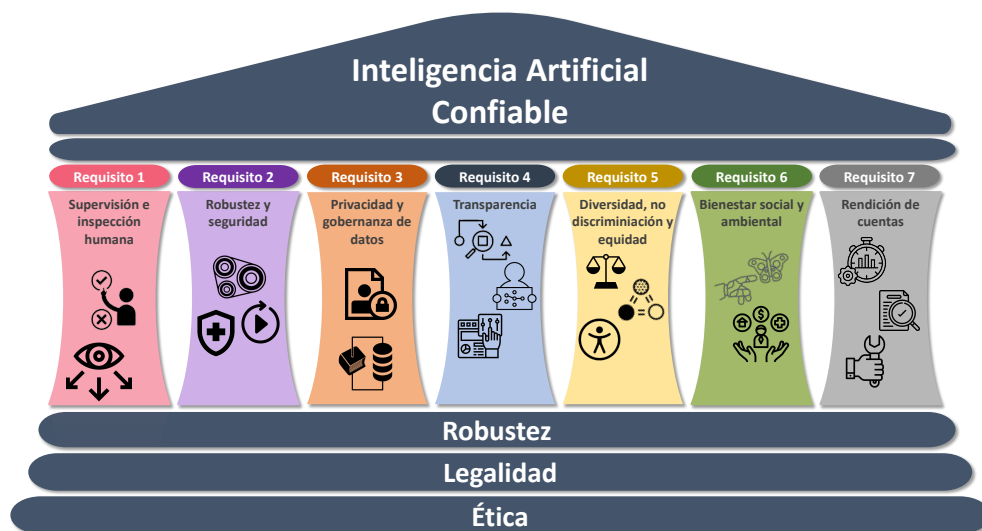 Inteligencia Artificial
Confiable
Requisito 1
Requisito 2
Requisito 3
Requisito 4
Requisito 5
Requisito 6
Requisito 7
Supervisión e
inspección
humana
Robustez y
seguridad
Privacidad y
gobernanza de
datos
Transparencia
Diversidad, no
discriminiación y
equidad
Bienestar social y
ambiental
Rendición de
cuentas
Robustez
Legalidad
Ética